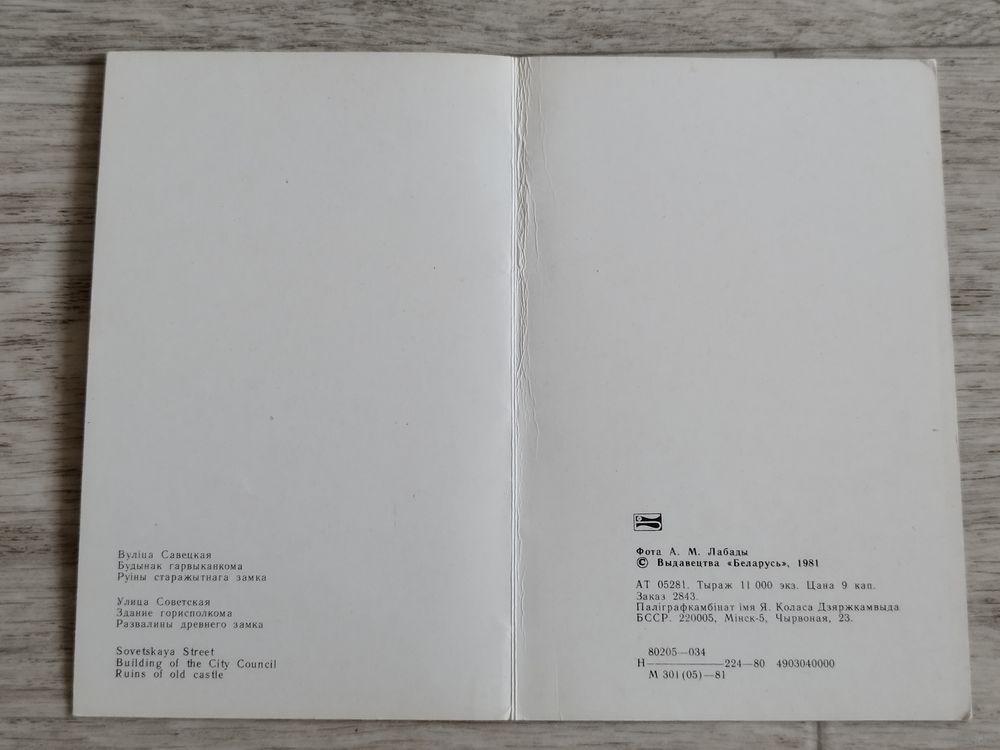 Вуліца Савецкая
Будынак гарвыканкома
Руіны старажытнага замка
Улица Советская
Здание горисполкома
Развалины древнего замка
Sovetskaya Street
Building of the City Council
Ruins of old castle
Фота А. М. Лабады
© Выдавецтва «Беларусь», 1981
АТ 05281. Тыраж 11 000 экз. Цана 9 кап.
Заказ 2843.
Паліграфкамбінат імя Я. Коласа Дзяржкамвыда
БССР. 220005, Мінск-5, Чырвоная, 23.
80205—034
Н————224—80 4903040000
М 301 (05)—81